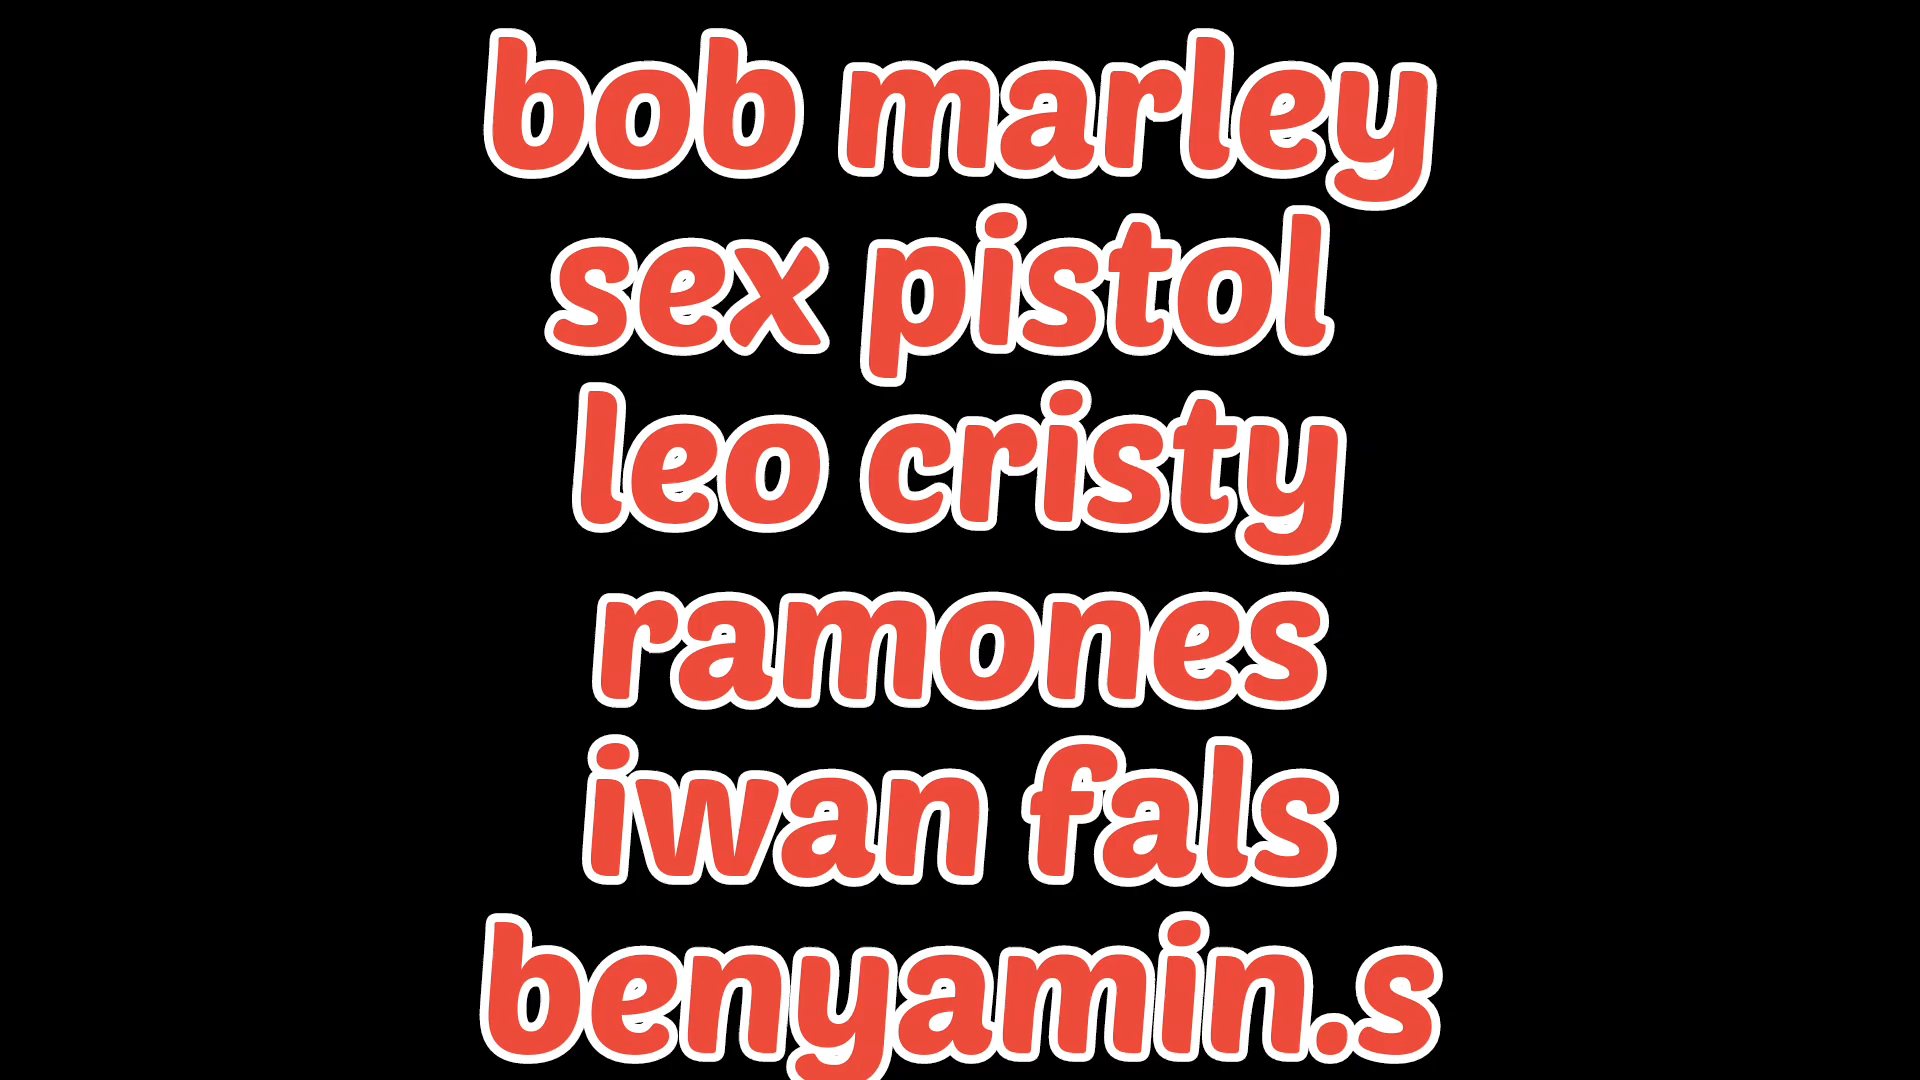 bob marley
sex pistol
leo cristy
ramones
iwan fals
benyamin.s